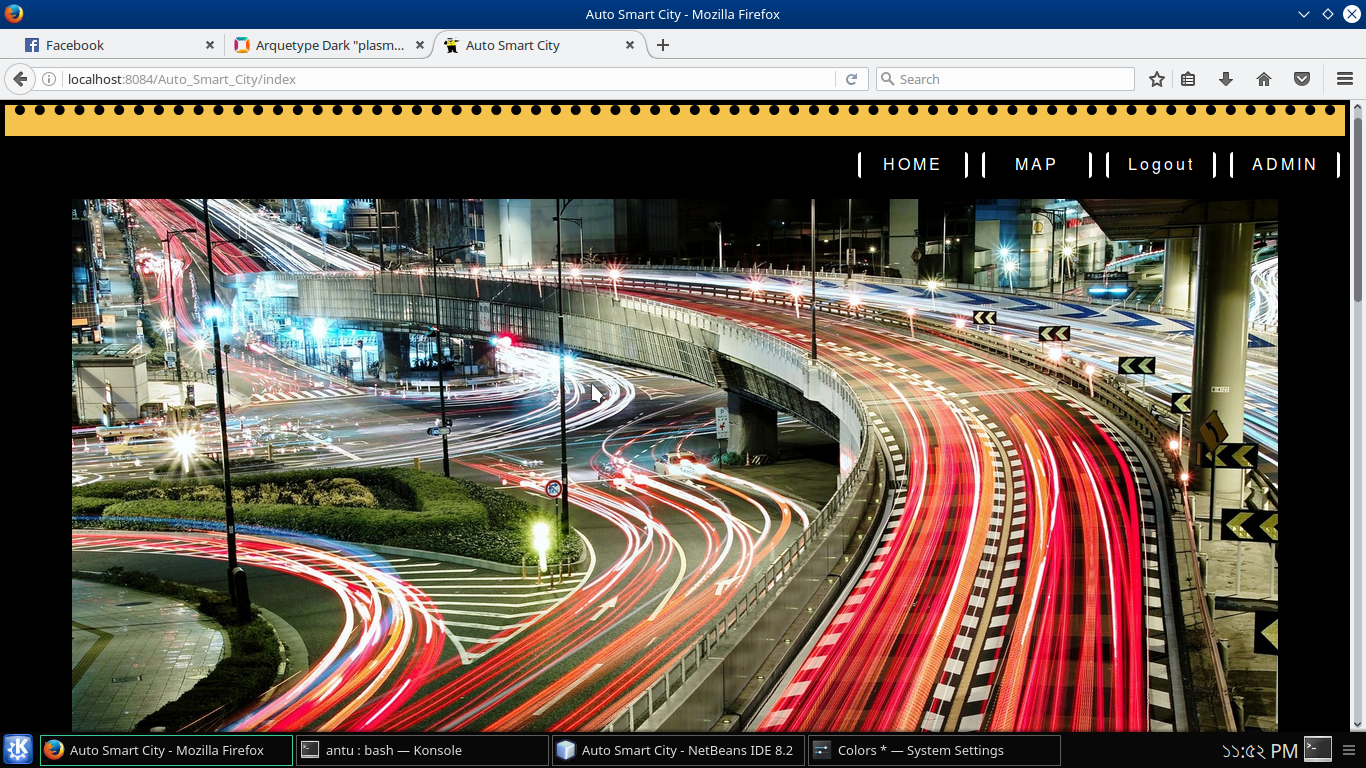 Auto Smart City - Mozilla Firefox
Facebook
Arquetype Dark "plasm...
Auto Smart City
localhost:8084/Auto_Smart_City/index
Search
HOME
MAP
Logout
ADMIN
Auto Smart City - Mozilla Firefox
antu : bash — Konsole
Auto Smart City - NetBeans IDE 8.2
Colors * — System Settings
১১:৫২ PM